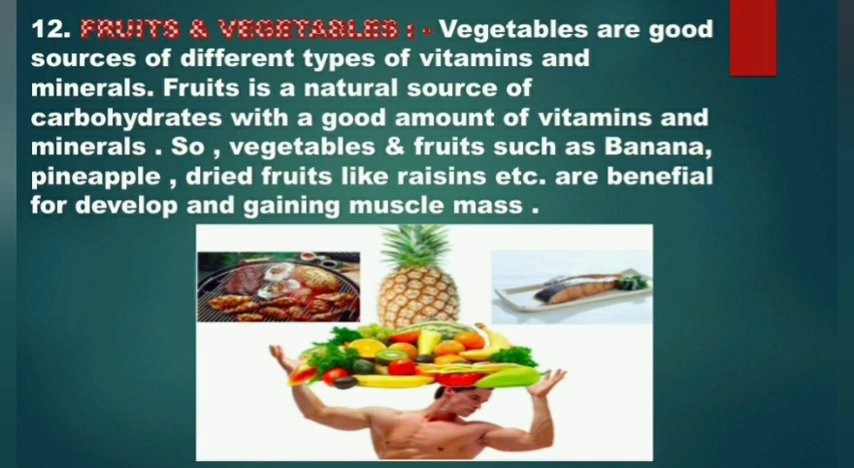 12. FRUITS & VEGETABLES : - Vegetables are good
sources of different types of vitamins and
minerals. Fruits is a natural source of
carbohydrates with a good amount of vitamins and
minerals . So , vegetables & fruits such as Banana,
pineapple , dried fruits like raisins etc. are benefial
for develop and gaining muscle mass .